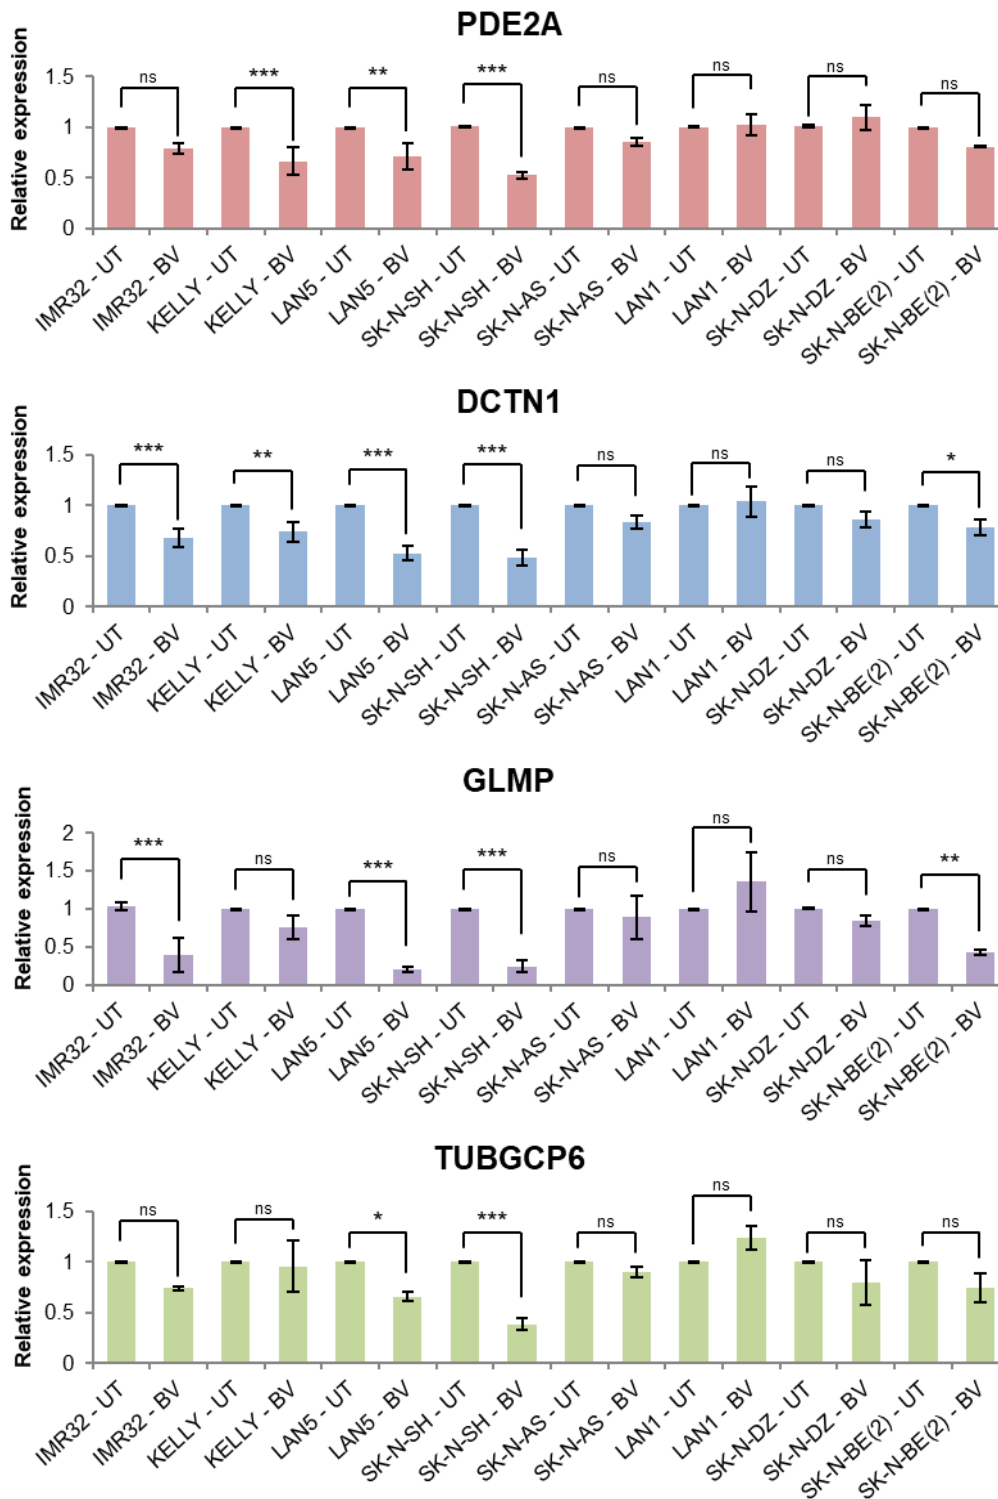 PDE2A
Relative expression
1.5
1
0.5
0
ns
***
**
***
ns
ns
ns
ns
IMR32 - UT
IMR32 - BV
KELLY - UT
KELLY - BV
LAN5 - UT
LAN5 - BV
SK-N-SH - UT
SK-N-SH - BV
SK-N-AS - UT
SK-N-AS - BV
LAN1 - UT
LAN1 - BV
SK-N-DZ - UT
SK-N-DZ - BV
SK-N-BE(2) - UT
SK-N-BE(2) - BV
DCTN1
Relative expression
1.5
1
0.5
0
***
**
***
***
ns
ns
ns
*
IMR32 - UT
IMR32 - BV
KELLY - UT
KELLY - BV
LAN5 - UT
LAN5 - BV
SK-N-SH - UT
SK-N-SH - BV
SK-N-AS - UT
SK-N-AS - BV
LAN1 - UT
LAN1 - BV
SK-N-DZ - UT
SK-N-DZ - BV
SK-N-BE(2) - UT
SK-N-BE(2) - BV
GLMP
Relative expression
2
1.5
1
0.5
0
***
ns
***
***
ns
ns
ns
**
IMR32 - UT
IMR32 - BV
KELLY - UT
KELLY - BV
LAN5 - UT
LAN5 - BV
SK-N-SH - UT
SK-N-SH - BV
SK-N-AS - UT
SK-N-AS - BV
LAN1 - UT
LAN1 - BV
SK-N-DZ - UT
SK-N-DZ - BV
SK-N-BE(2) - UT
SK-N-BE(2) - BV
TUBGCP6
Relative expression
1.5
1
0.5
0
ns
ns
*
***
ns
ns
ns
ns
IMR32 - UT
IMR32 - BV
KELLY - UT
KELLY - BV
LAN5 - UT
LAN5 - BV
SK-N-SH - UT
SK-N-SH - BV
SK-N-AS - UT
SK-N-AS - BV
LAN1 - UT
LAN1 - BV
SK-N-DZ - UT
SK-N-DZ - BV
SK-N-BE(2) - UT
SK-N-BE(2) - BV